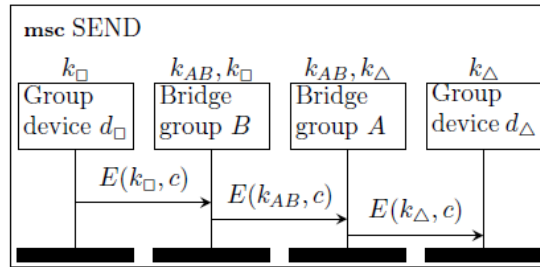 msc SEND
k□ k_AB, k□ k_AB, k△ k△
Group device d□
Bridge group B
Bridge group A
Group device d△
E(k□, c)
E(k_AB, c)
E(k△, c)